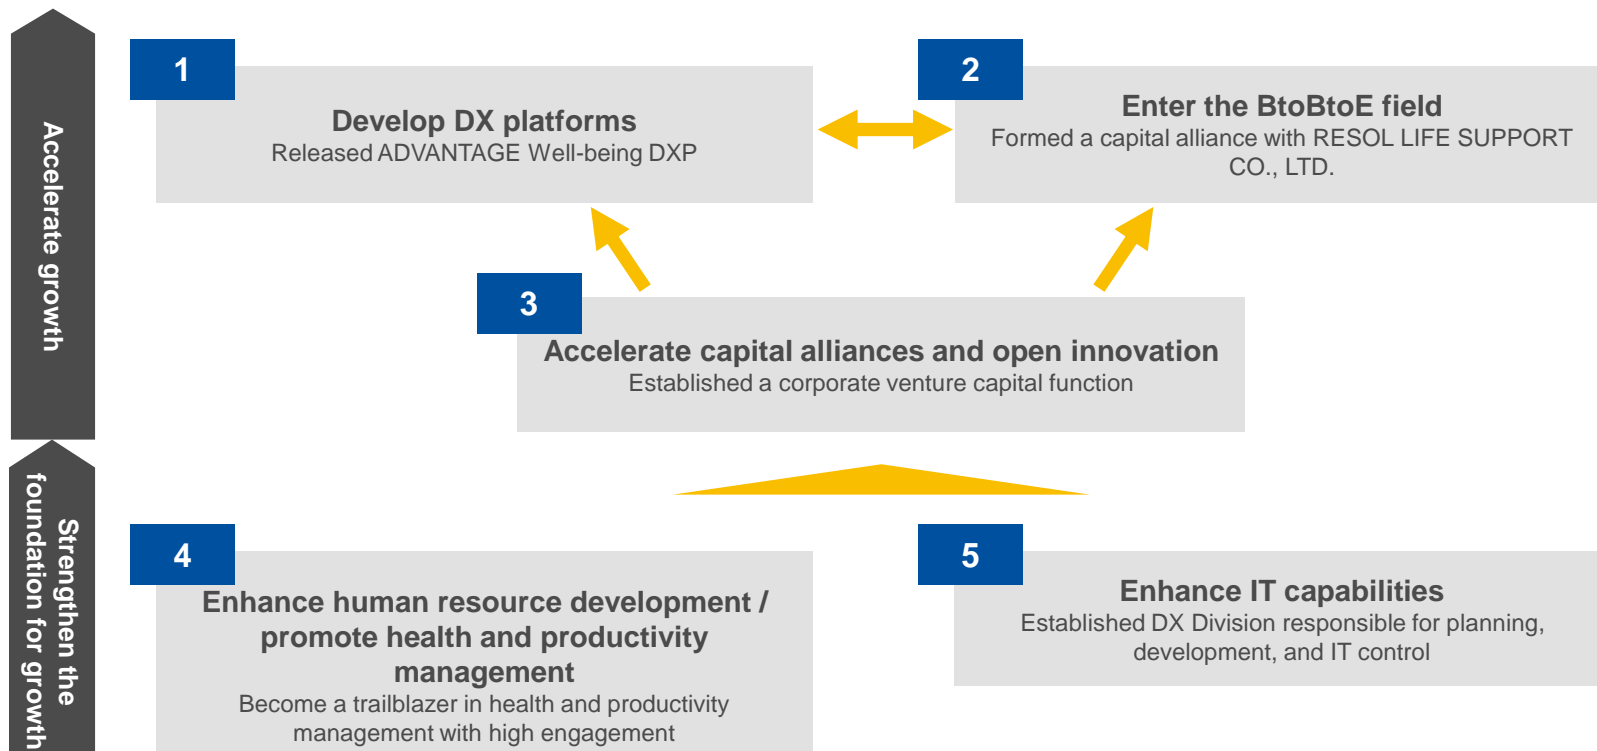 Accelerate growth
1
Develop DX platforms
Released ADVANTAGE Well-being DXP
2
Enter the BtoBtoE field
Formed a capital alliance with RESOL LIFE SUPPORT
CO., LTD.
3
Accelerate capital alliances and open innovation
Established a corporate venture capital function
Strengthen the
foundation for growth
4
Enhance human resource development /
promote health and productivity
management
Become a trailblazer in health and productivity
management with high engagement
5
Enhance IT capabilities
Established DX Division responsible for planning,
development, and IT control